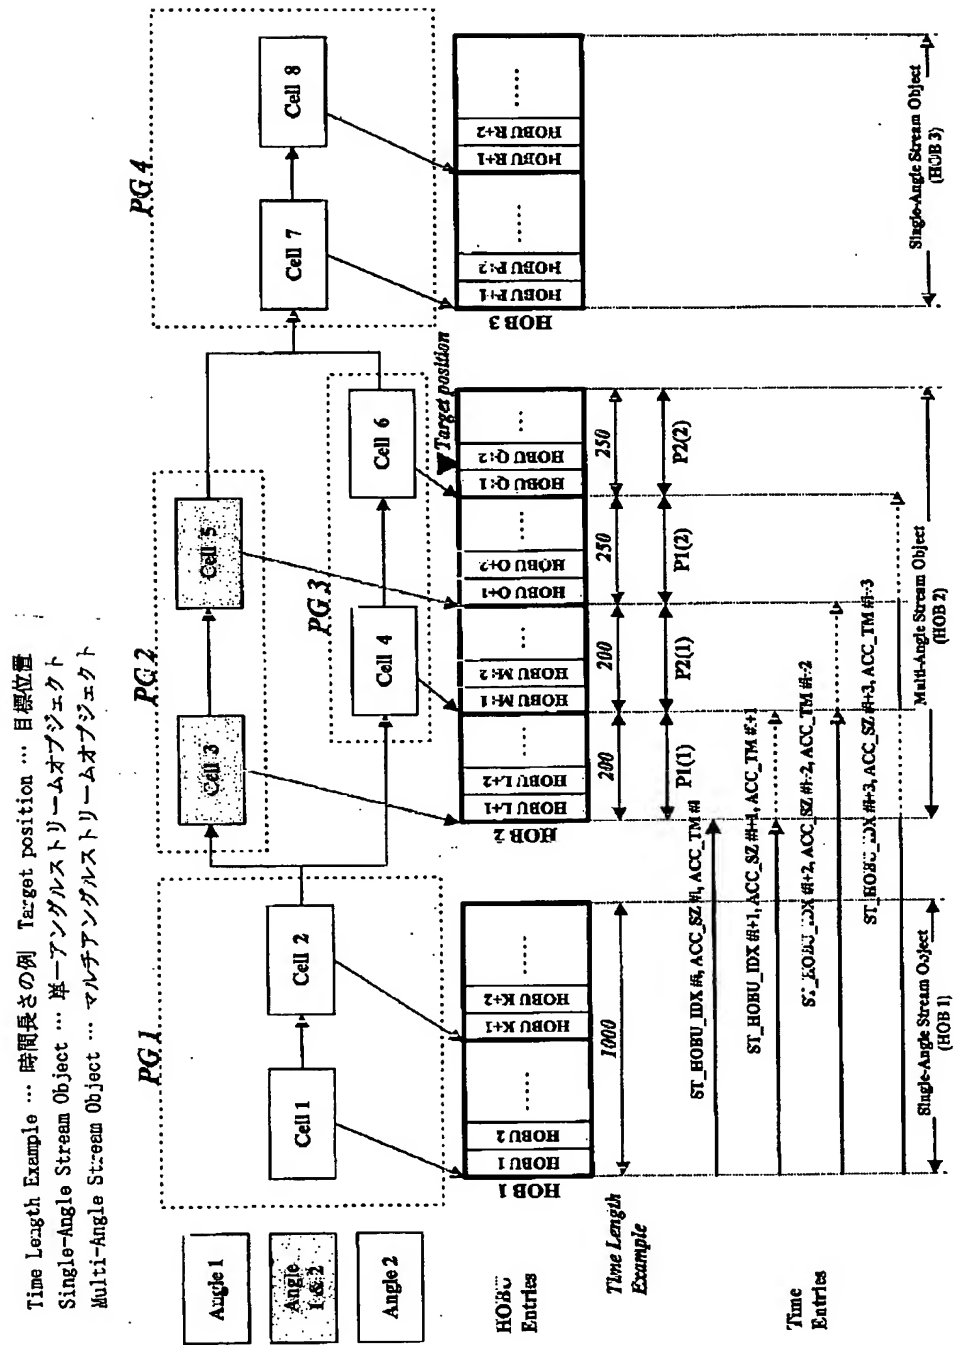 Time Length Example … 時間長さの例 Target position … 目標位置
Single-Angle Stream Object … 単一アングルストリームオブジェクト
Multi-Angle Stream Object … マルチアングルストリームオブジェクト
PG 1
PG 2
PG 3
PG 4
Angle 1
Angle
1 & 2
Angle 2
Cell 1
Cell 2
Cell 3
Cell 5
Cell 4
Cell 6
Cell 7
Cell 8
Target position
HOBU
Entries
HOB 1
HOBU 1
HOBU 2
……
HOBU K+1
HOBU K+2
……
HOB 2
HOBU L+1
HOBU L+2
……
HOBU M+1
HOBU M+2
……
HOBU O+1
HOBU O+2
……
HOBU Q+1
HOBU Q+2
…
HOB 3
HOBU P+1
HOBU P+2
……
HOBU R+1
HOBU R+2
……
Time Length
Example
1000
200
200
250
250
P1(1)
P2(1)
P1(2)
P2(2)
Time
Entries
ST_HOBU_IDX #i, ACC_SZ #i, ACC_TM #i
ST_HOBU_IDX #i+1, ACC_SZ #i+1, ACC_TM #i+1
ST_HOBU_IDX #i+2, ACC_SZ #i+2, ACC_TM #i+2
ST_HOBU_IDX #i+3, ACC_SZ #i+3, ACC_TM #i+3
Single-Angle Stream Object
(HOB 1)
Multi-Angle Stream Object
(HOB 2)
Single-Angle Stream Object
(HOB 3)